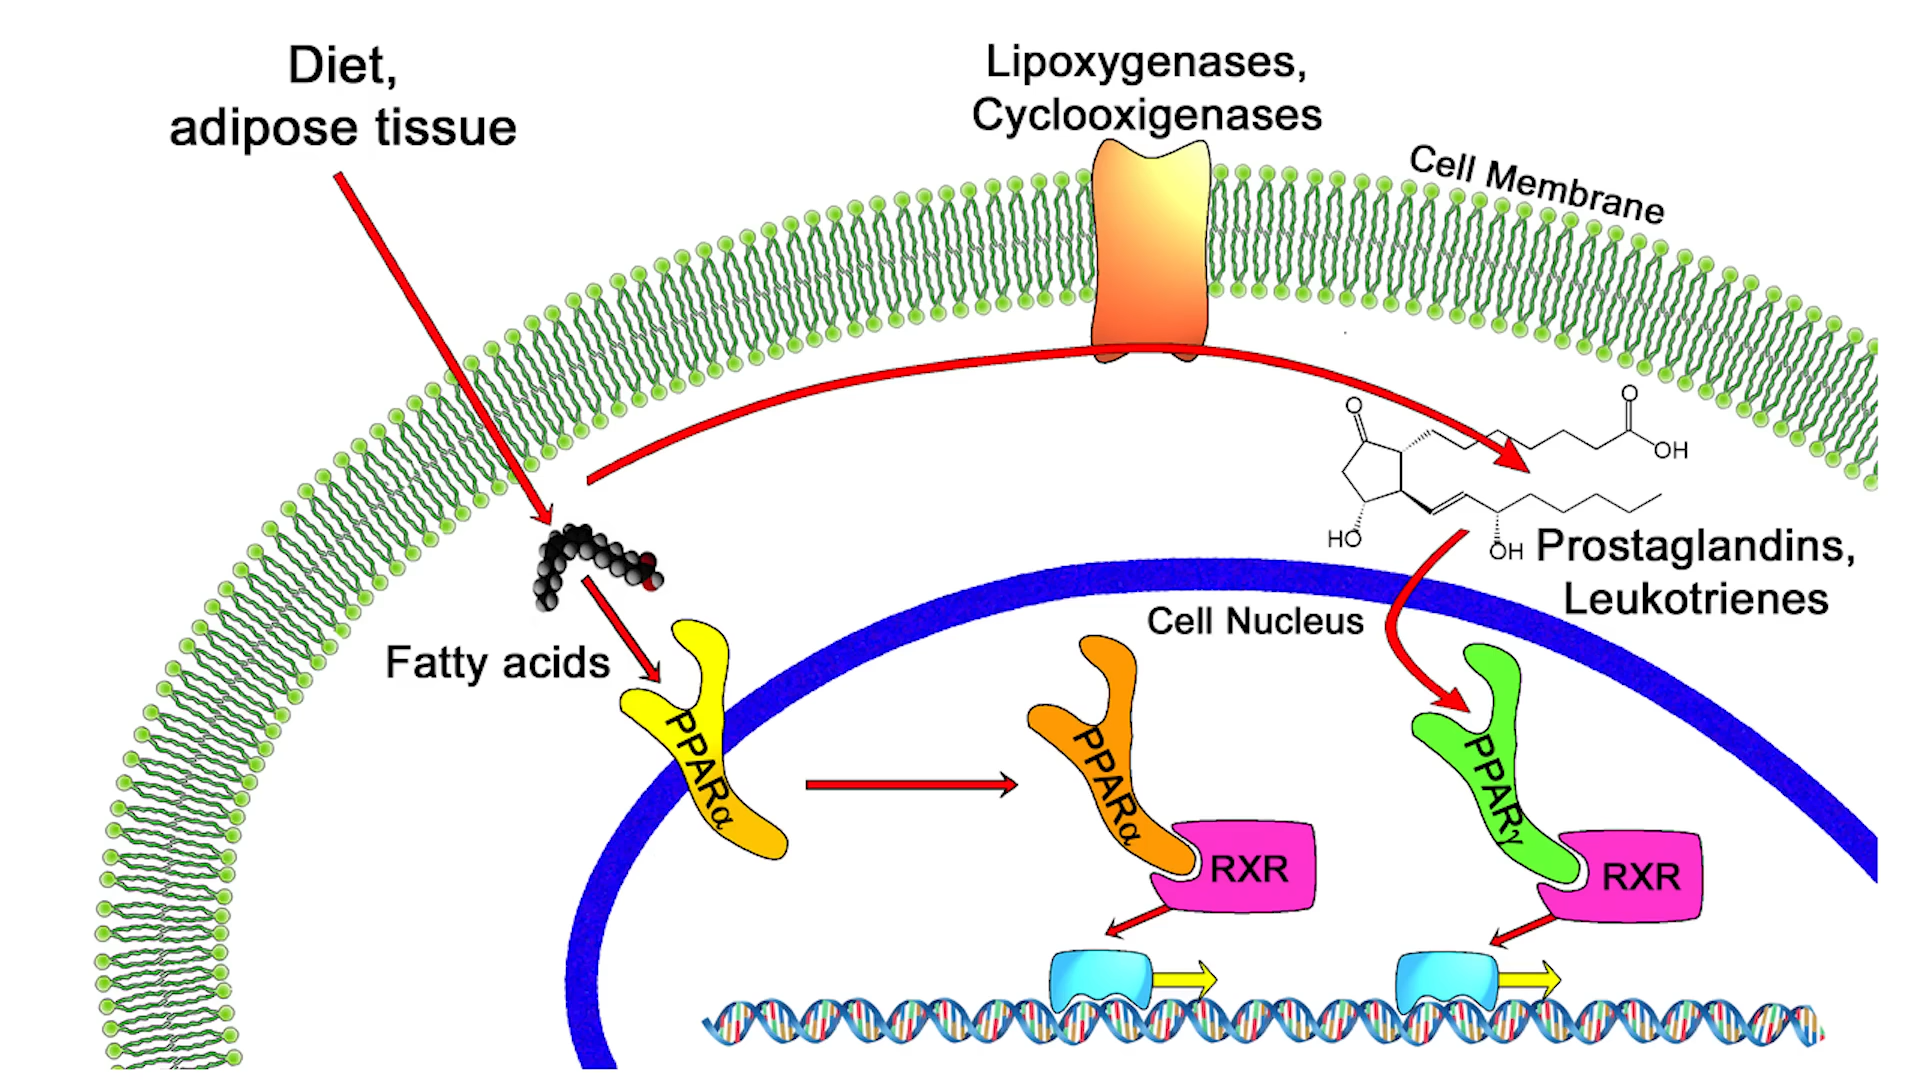 Diet,
adipose tissue
Lipoxygenases,
Cyclooxigenases
Cell Membrane
O
O
OH
HO
OH
Prostaglandins,
Leukotrienes
Cell Nucleus
Fatty acids
PPARα
PPARα
RXR
PPARγ
RXR